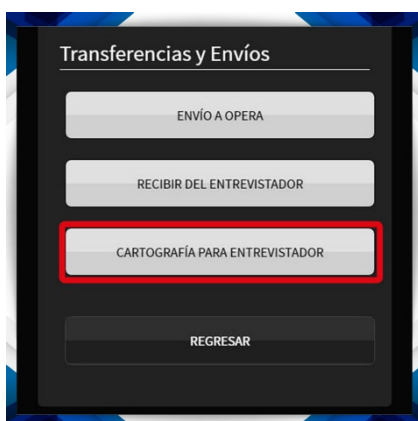 Transferencias y Envíos
ENVÍO A OPERA
RECIBIR DEL ENTREVISTADOR
CARTOGRAFÍA PARA ENTREVISTADOR
REGRESAR